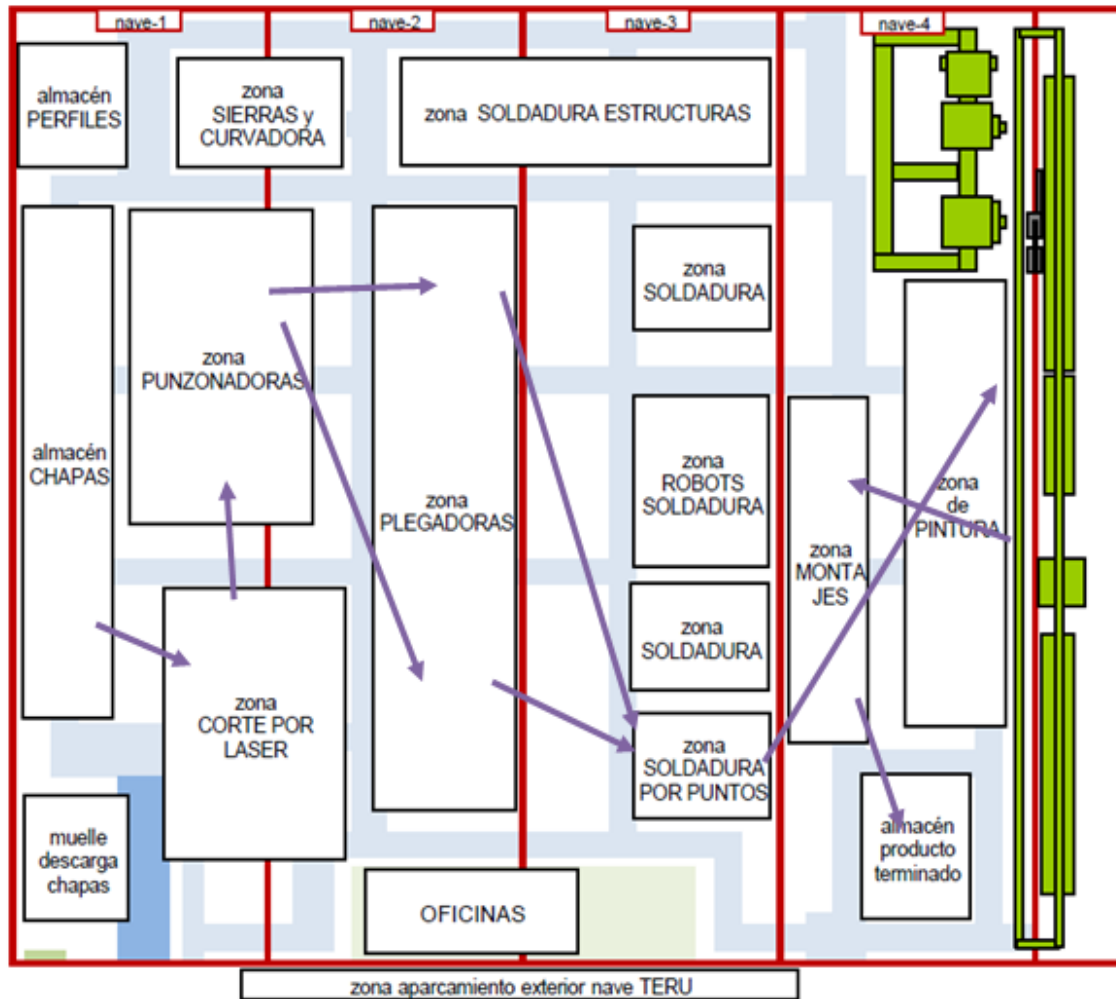 nave-1
nave-2
nave-3
nave-4
almacén
PERFILES
zona
SIERRAS y
CURVADORA
zona SOLDADURA ESTRUCTURAS
zona
PUNZONADORAS
almacén
CHAPAS
zona
PLEGADORAS
zona
SOLDADURA
zona
ROBOTS
SOLDADURA
zona
SOLDADURA
zona
SOLDADURA
POR PUNTOS
zona
MONTA
JES
zona
de
PINTURA
zona
CORTE POR
LASER
muelle
descarga
chapas
OFICINAS
almacén
producto
terminado
zona aparcamiento exterior nave TERU